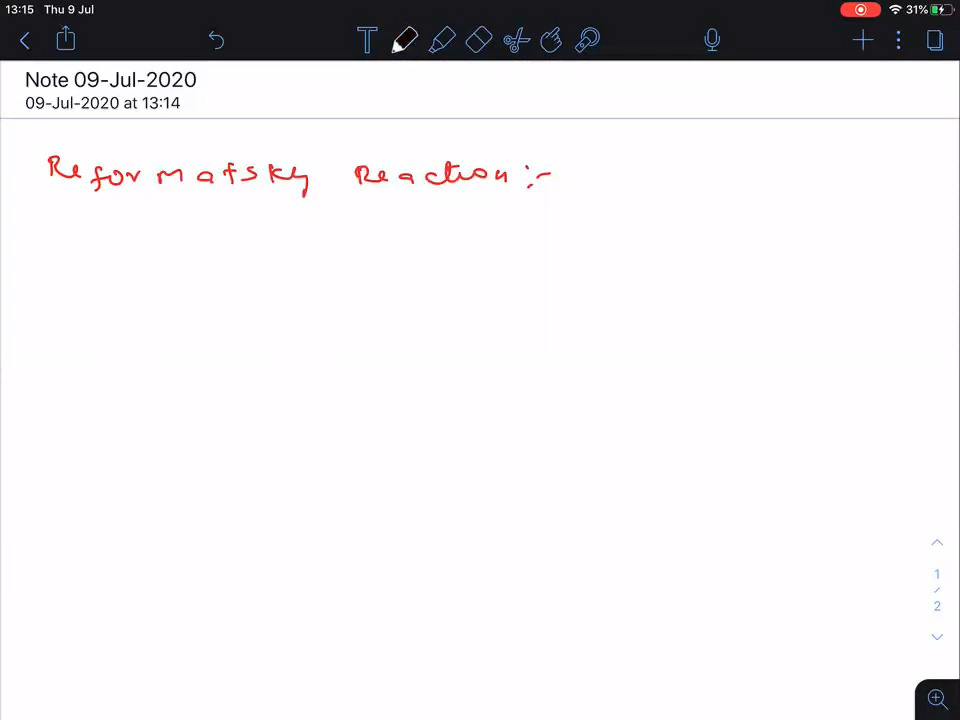 13:15 Thu 9 Jul 31%
T
Note 09-Jul-2020
09-Jul-2020 at 13:14
Reformatsky Reaction :-
1
/
2